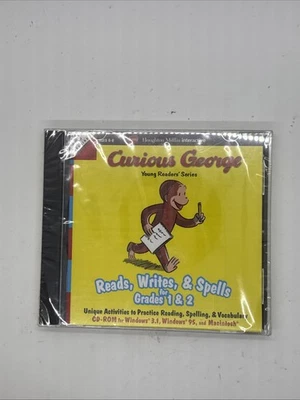 Houghton Mifflin Interactive
Curious George
Young Readers' Series
Reads, Writes, & Spells
for
Grades 1 & 2
Unique Activities to Practice Reading, Spelling, & Vocabulary
CD-ROM for Windows® 3.1, Windows® 95, and Macintosh®